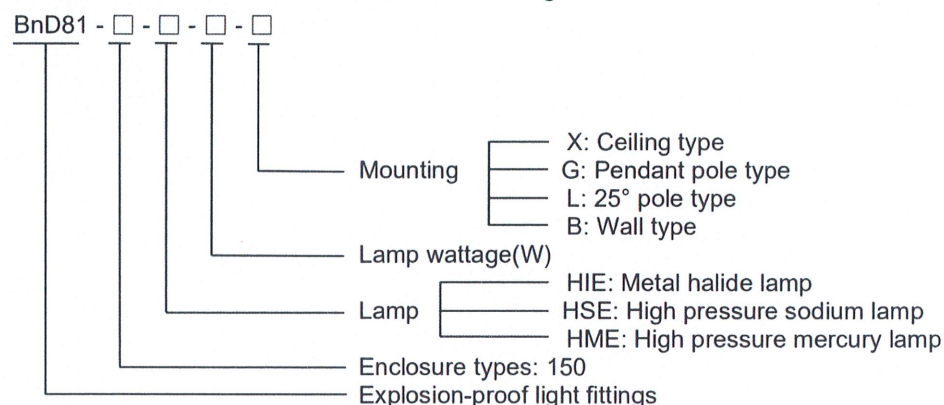 BnD81 - □ - □ - □ - □
X: Ceiling type
Mounting
G: Pendant pole type
L: 25° pole type
B: Wall type
Lamp wattage(W)
HIE: Metal halide lamp
Lamp
HSE: High pressure sodium lamp
HME: High pressure mercury lamp
Enclosure types: 150
Explosion-proof light fittings